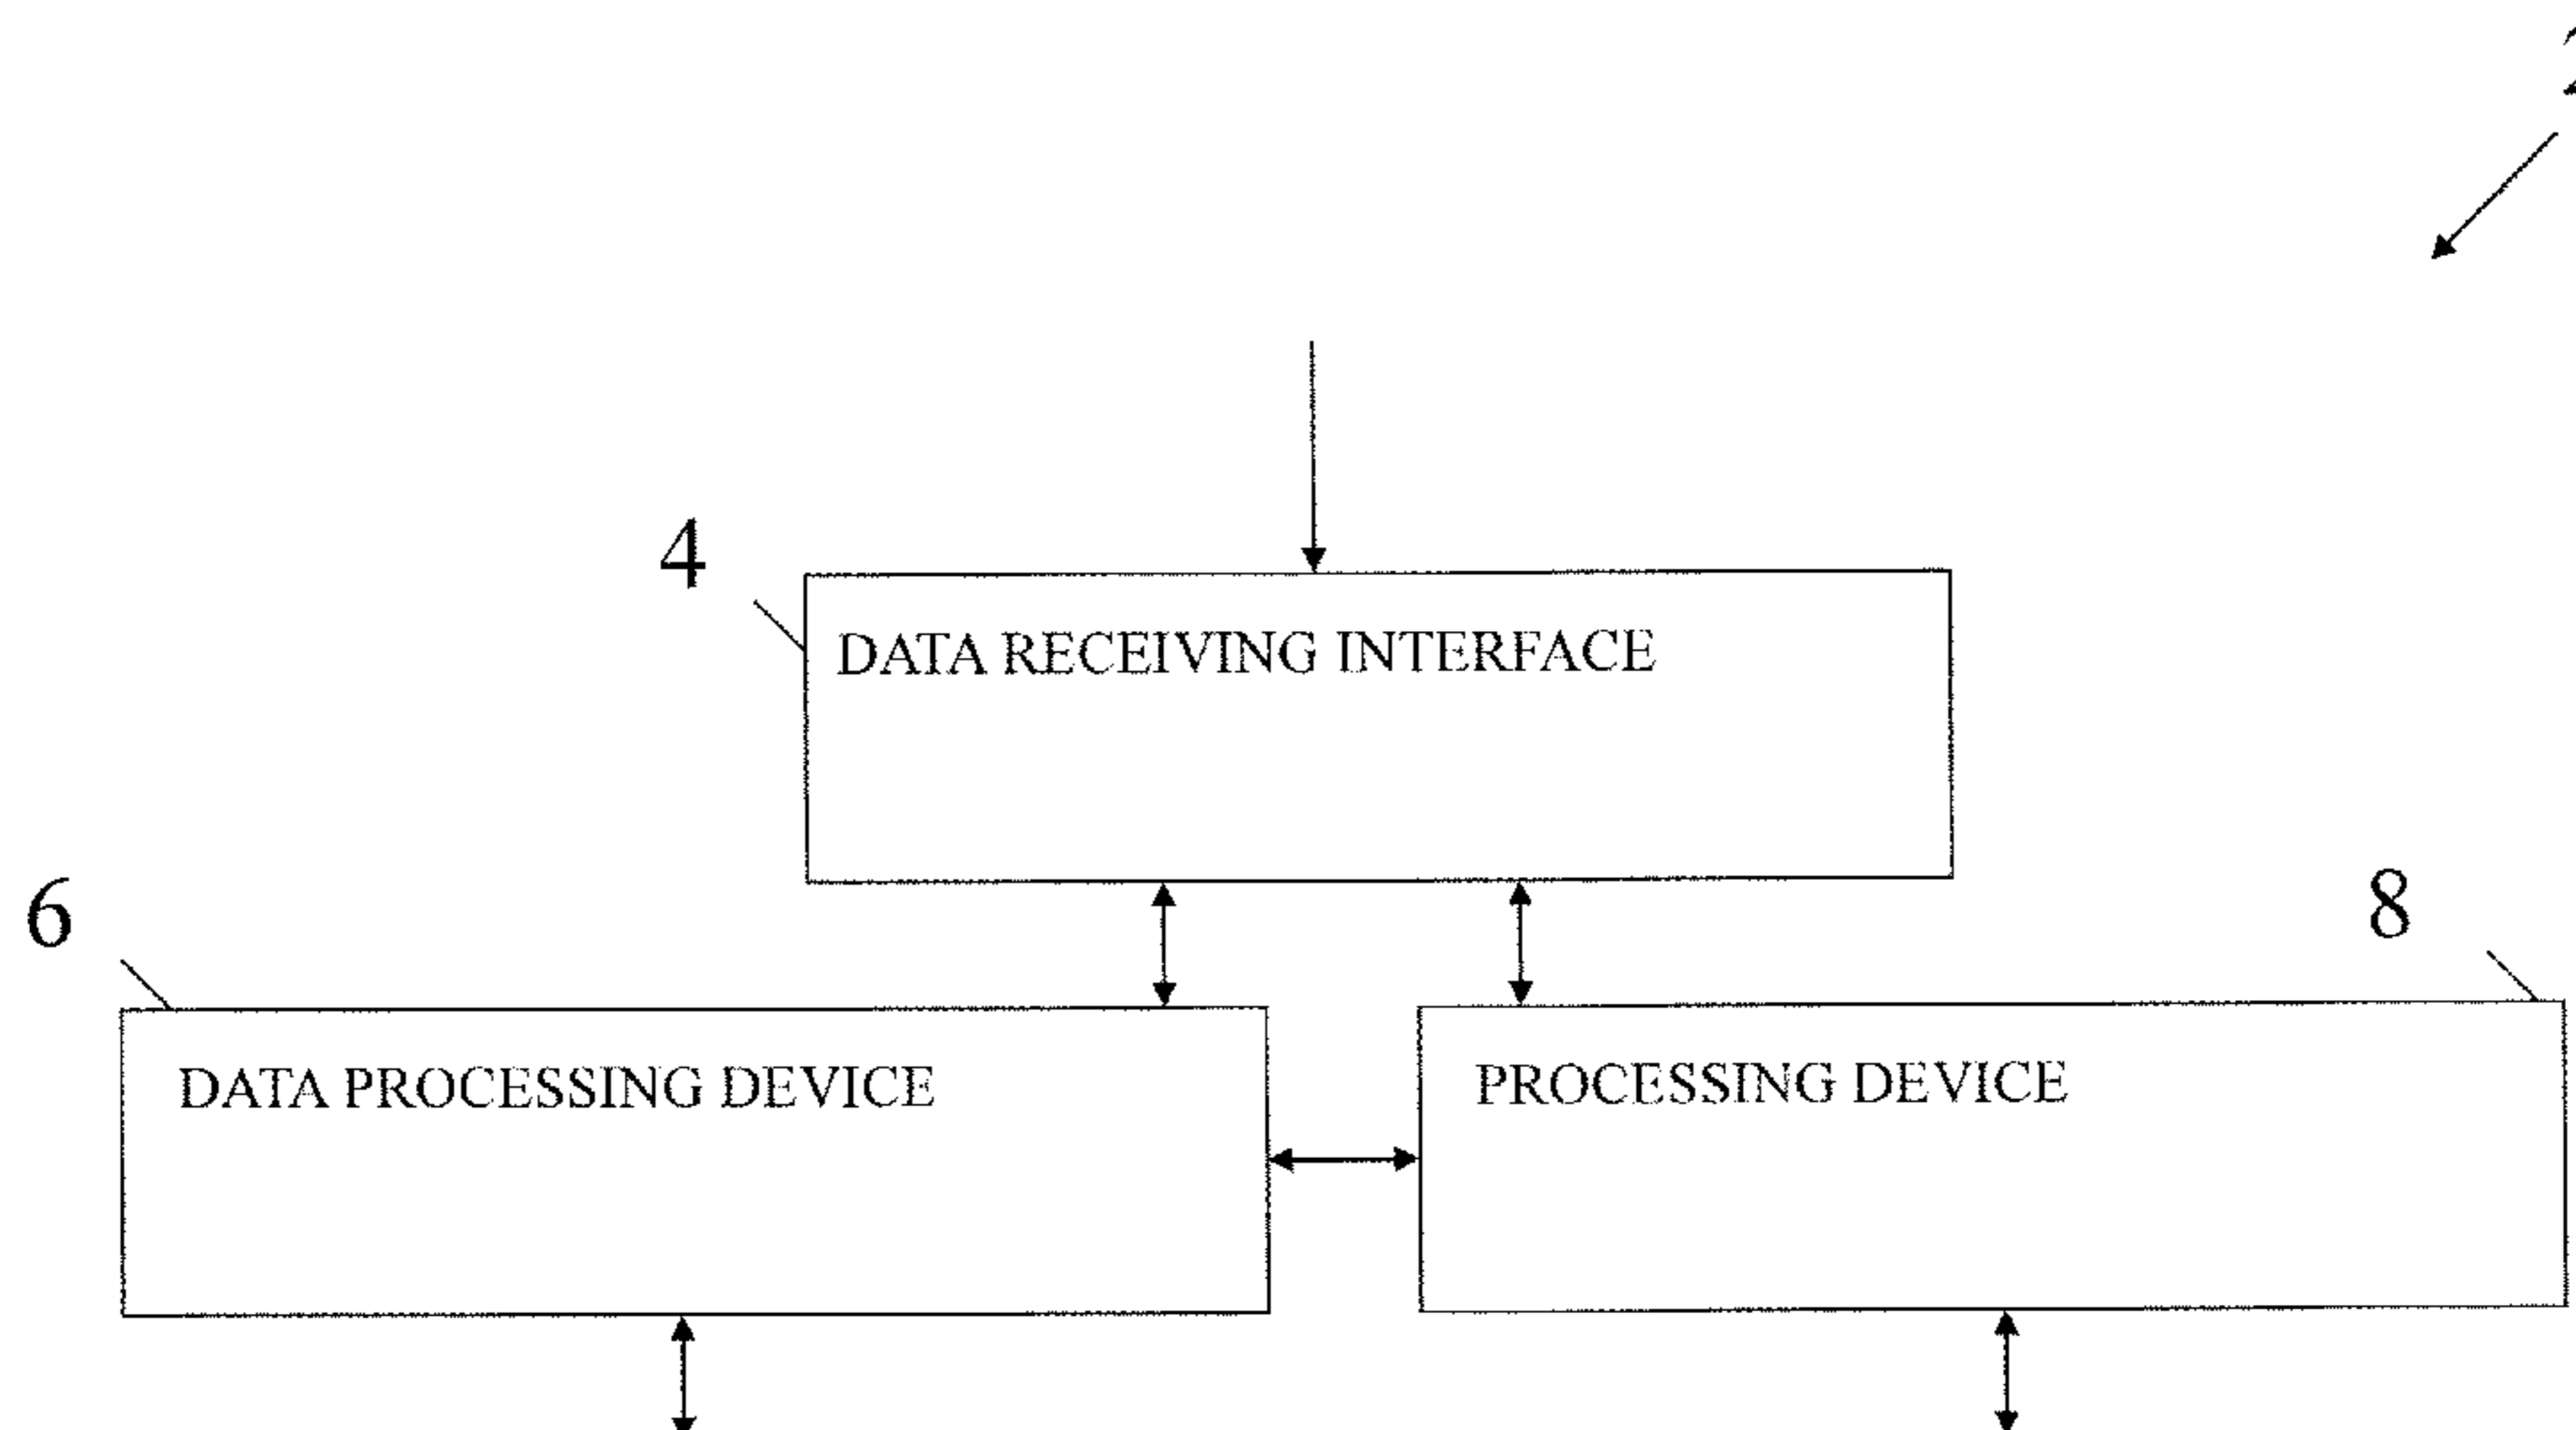 4
DATA RECEIVING INTERFACE
6
8
DATA PROCESSING DEVICE
PROCESSING DEVICE